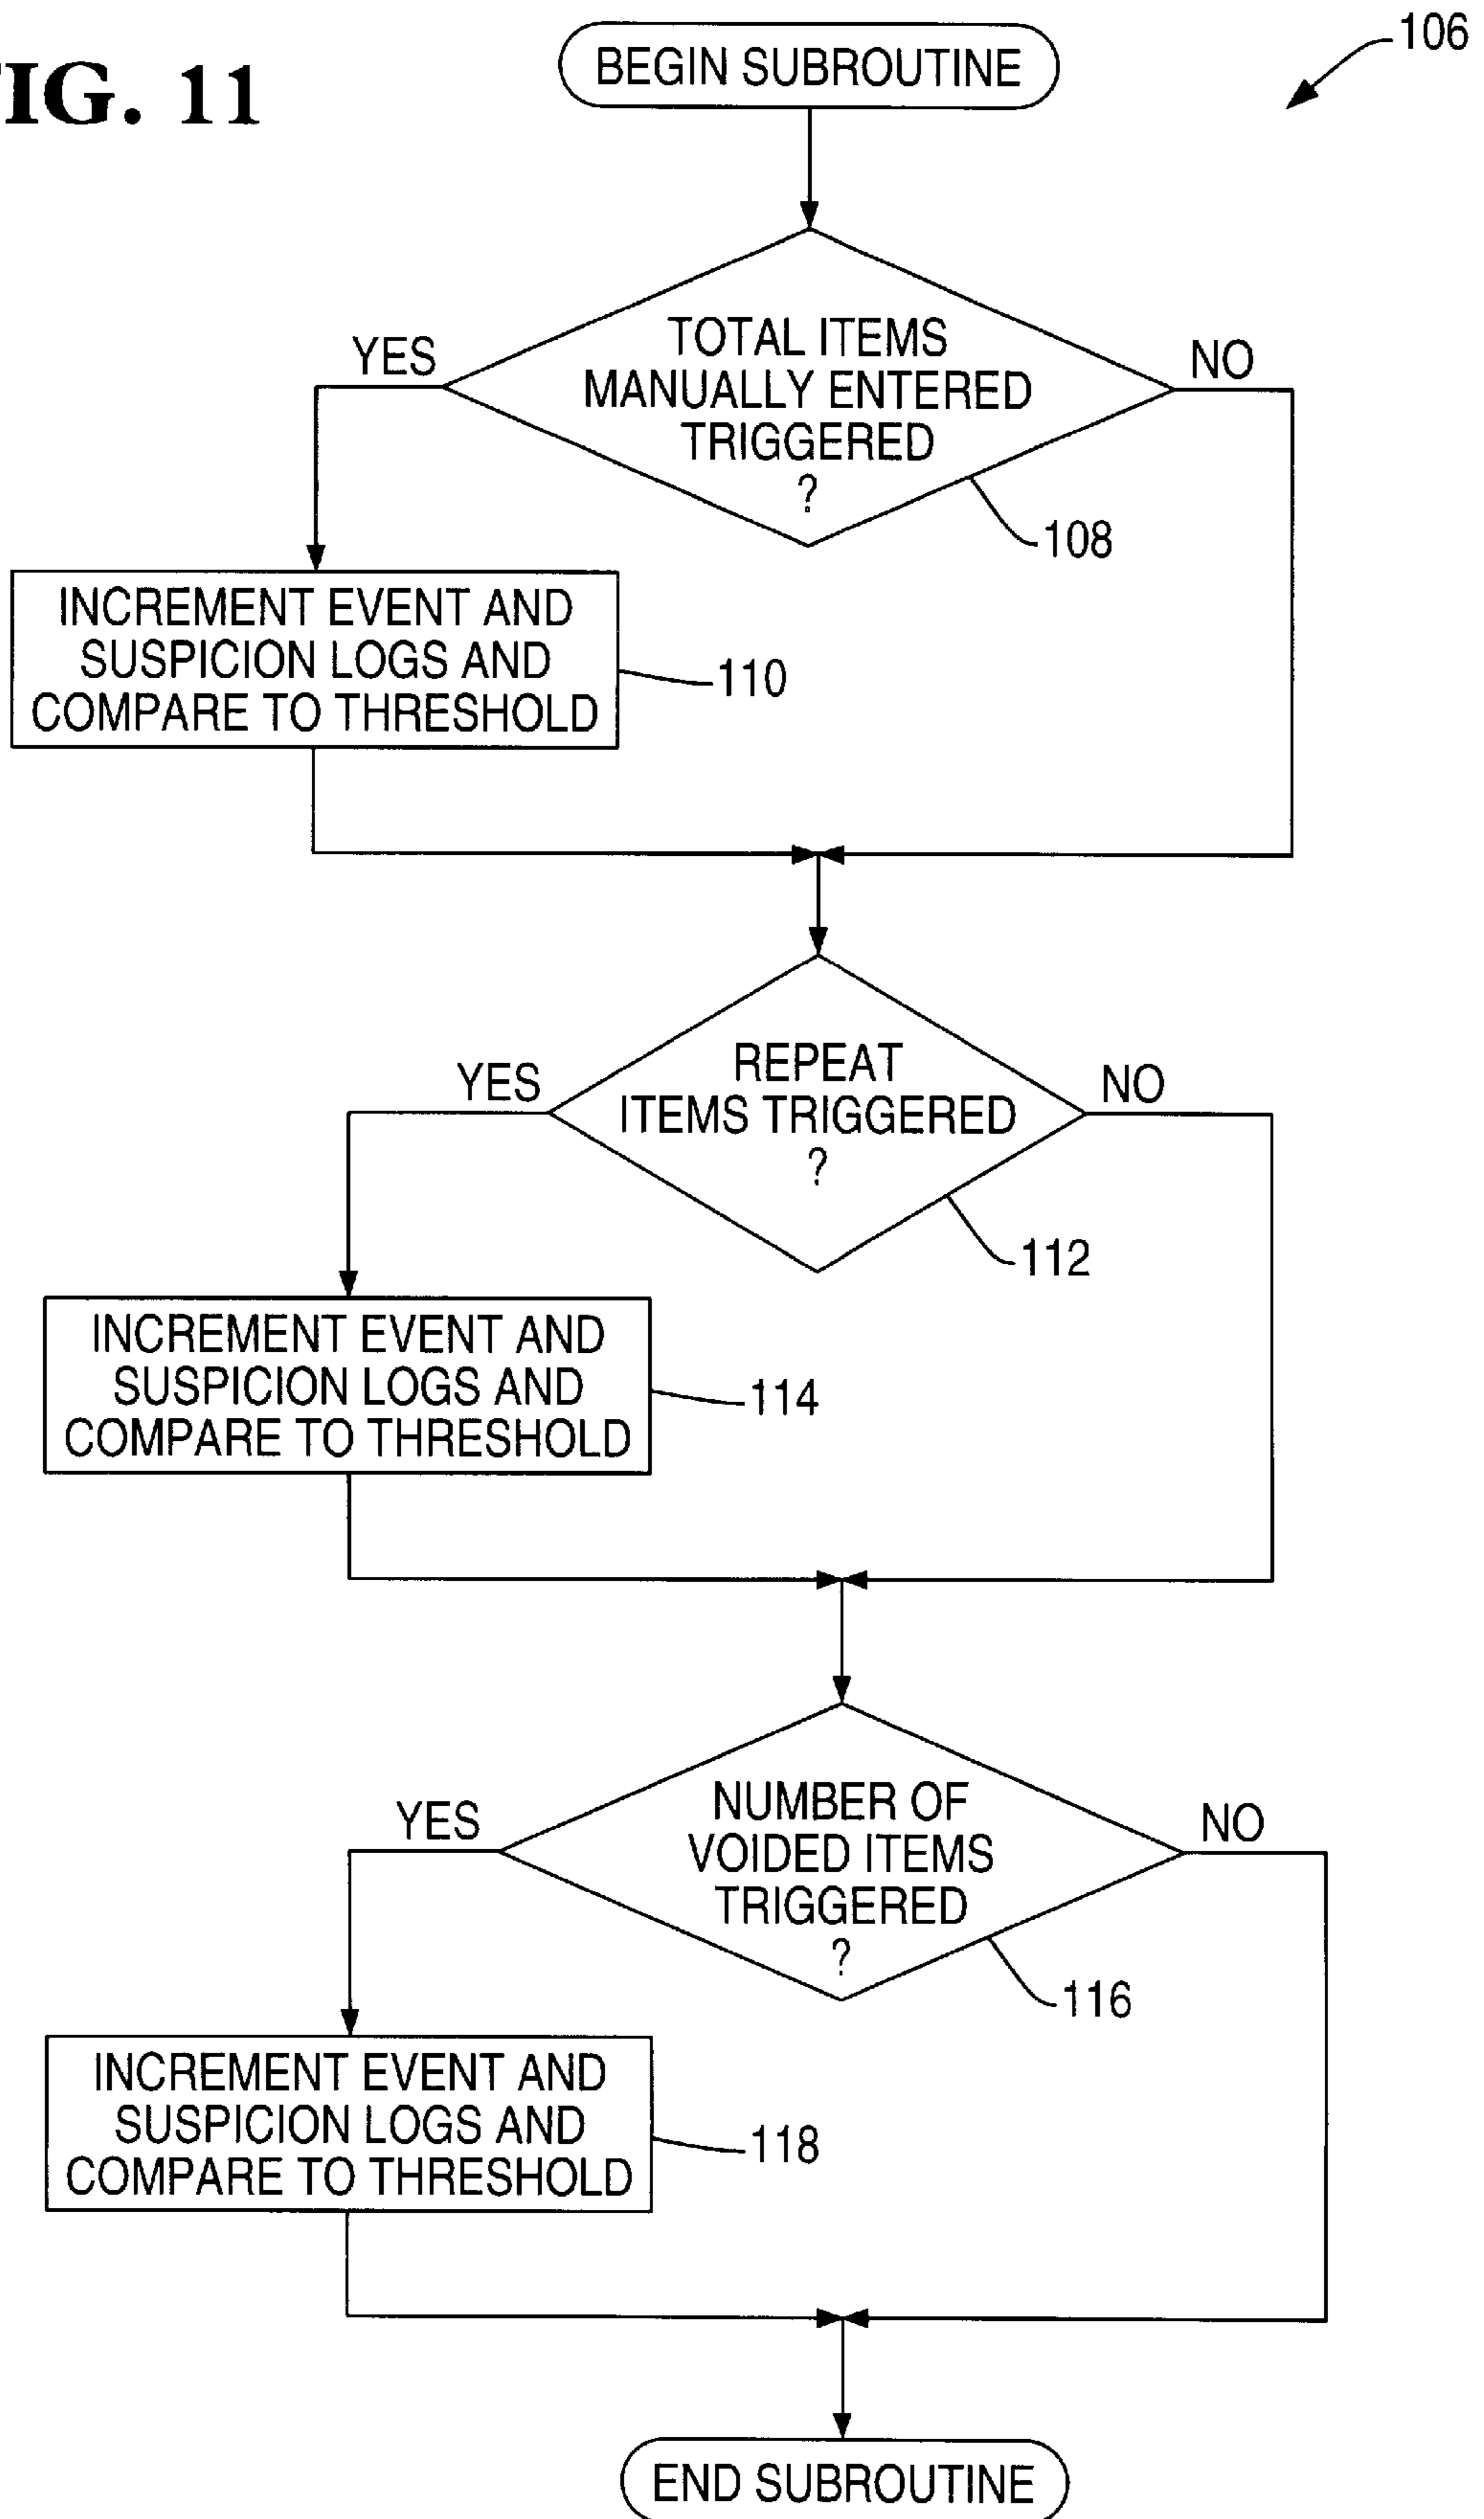 IG. 11
BEGIN SUBROUTINE
106
TOTAL ITEMS
MANUALLY ENTERED
TRIGGERED
?
YES
NO
108
INCREMENT EVENT AND
SUSPICION LOGS AND
COMPARE TO THRESHOLD
110
REPEAT
ITEMS TRIGGERED
?
YES
NO
112
INCREMENT EVENT AND
SUSPICION LOGS AND
COMPARE TO THRESHOLD
114
NUMBER OF
VOIDED ITEMS
TRIGGERED
?
YES
NO
116
INCREMENT EVENT AND
SUSPICION LOGS AND
COMPARE TO THRESHOLD
118
END SUBROUTINE